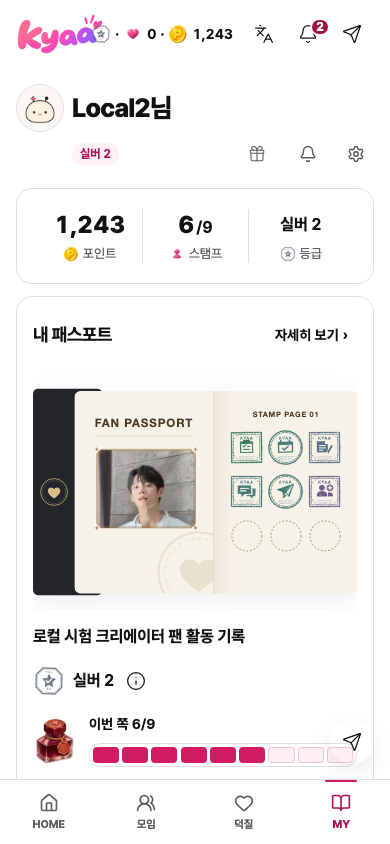 kyaa
· 0 · 1,243
2
Local2님
실버 2
1,243
포인트
6/9
스탬프
실버 2
등급
내 패스포트
자세히 보기 ›
FAN PASSPORT
STAMP PAGE 01
KYAA KYAA KYAA
KYAA KYAA KYAA
로컬 시험 크리에이터 팬 활동 기록
실버 2
이번 쪽 6/9
HOME
모임
덕질
MY